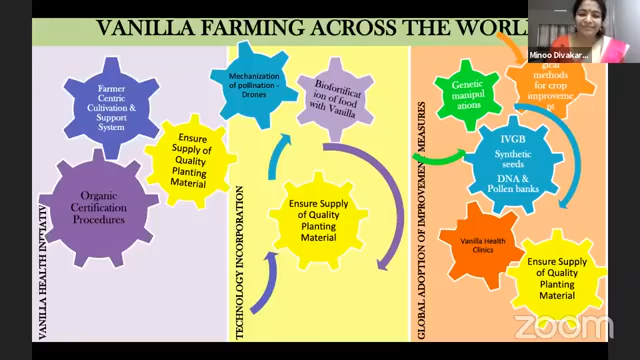 VANILLA FARMING ACROSS THE WORL
Minoo Divakar...
VANILLA HEALTH INITIATIV
Farmer
Centric
Cultivation &
Support
System
Ensure
Supply of
Quality
Planting
Material
Organic
Certification
Procedures
TECHNOLOGY INCORPORATION
Mechanization
of pollination -
Drones
Biofortificat
ion of food
with Vanilla
Ensure Supply
of Quality
Planting
Material
GLOBAL ADOPTION OF IMPROVEMENT MEASURES
Genetic
manipul
ations
gical
methods
for crop
improveme
nt
IVGB
Synthetic
seeds
DNA &
Pollen banks
Vanilla Health
Clinics
Ensure Supply
of Quality
Planting
Material
zoom